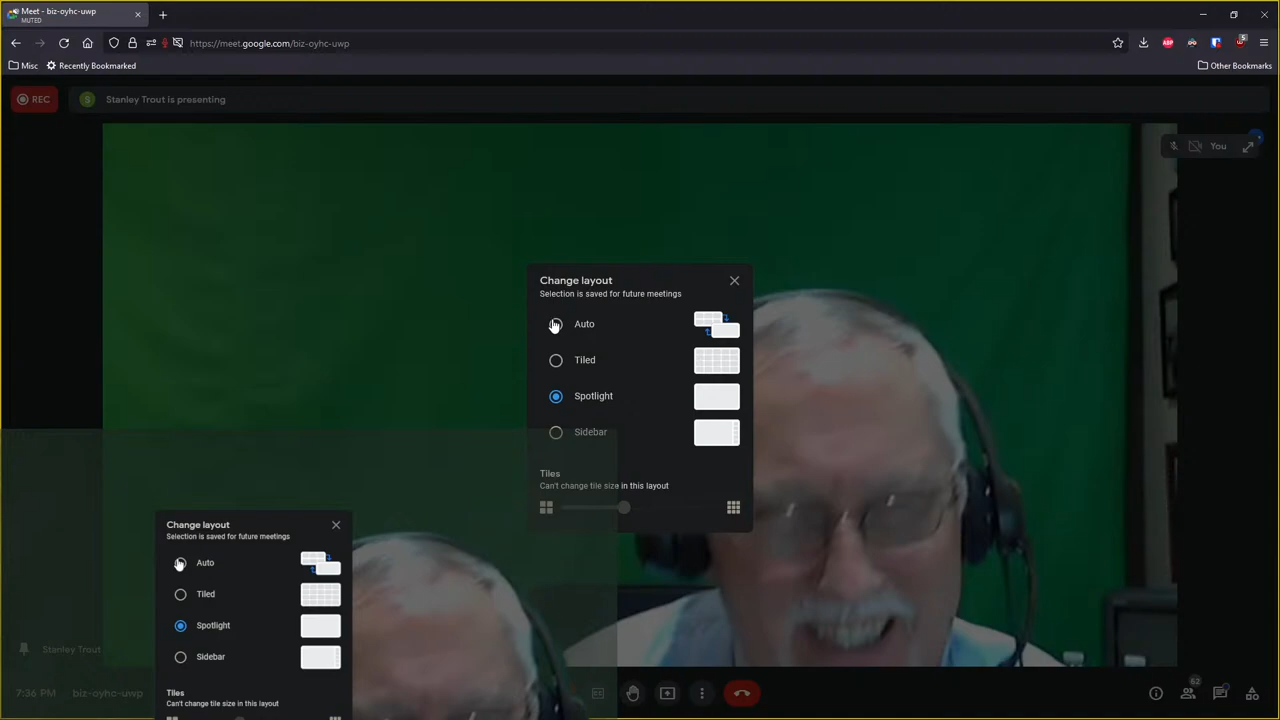 Meet - biz-oyhc-uwp
MUTED
https://meet.google.com/biz-oyhc-uwp
ABP
5
Misc
Recently Bookmarked
Other Bookmarks
REC
S
Stanley Trout is presenting
You
Change layout
Selection is saved for future meetings
Auto
Tiled
Spotlight
Sidebar
Tiles
Can't change tile size in this layout
Change layout
Selection is saved for future meetings
Auto
Tiled
Spotlight
Sidebar
Tiles
Can't change tile size in this layout
Stanley Trout
7:36 PM
biz-oyhc-uwp
62